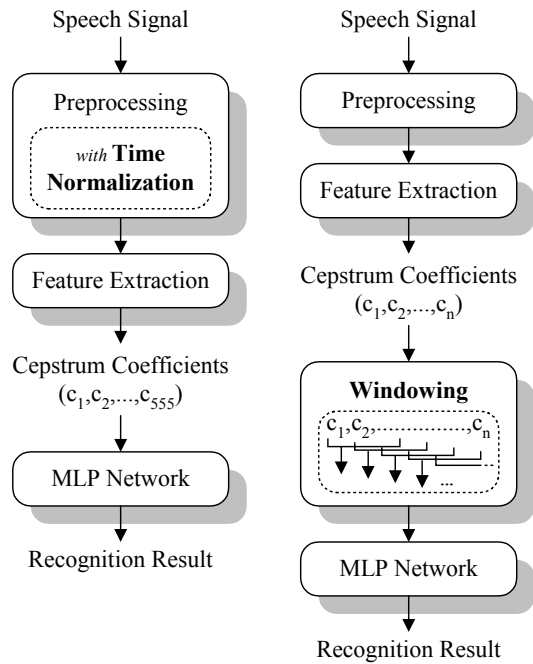 Speech Signal
Preprocessing
with Time
Normalization
Feature Extraction
Cepstrum Coefficients
(c₁,c₂,...,c₅₅₅)
MLP Network
Recognition Result
Speech Signal
Preprocessing
Feature Extraction
Cepstrum Coefficients
(c₁,c₂,...,cₙ)
Windowing
c₁,c₂,.....................,cₙ
...
MLP Network
Recognition Result